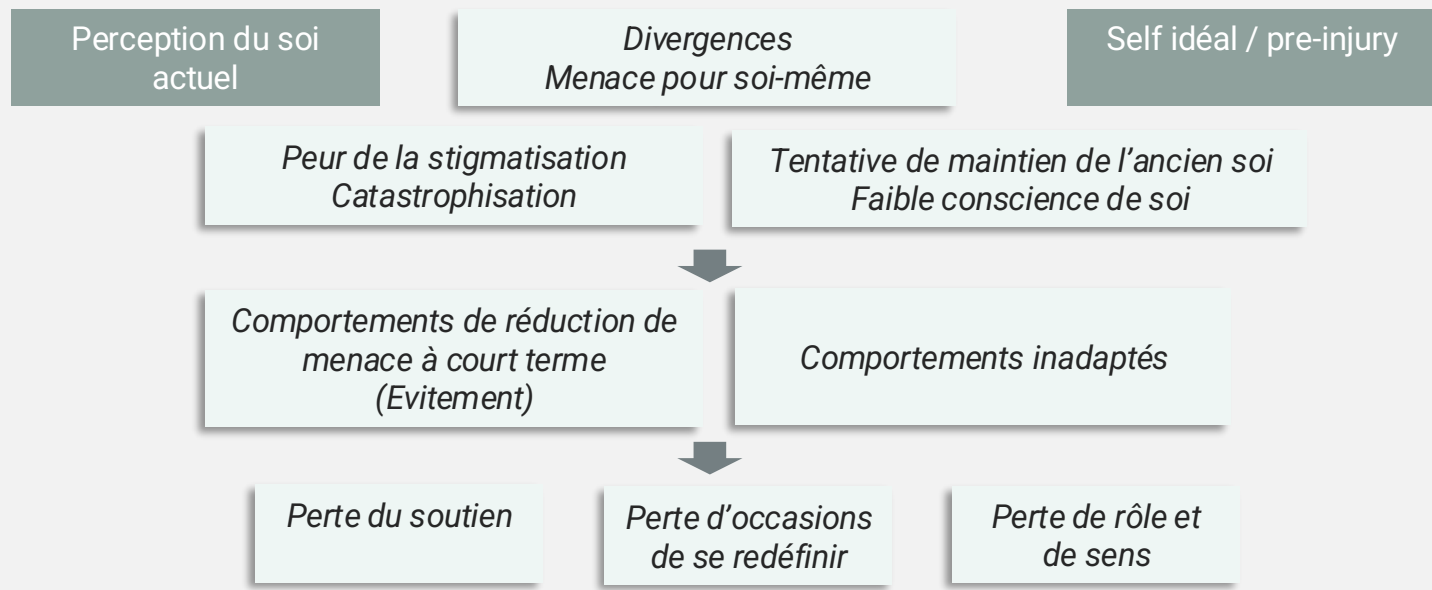 Perception du soi
actuel
Divergences
Menace pour soi-même
Self idéal / pre-injury
Peur de la stigmatisation
Catastrophisation
Tentative de maintien de l’ancien soi
Faible conscience de soi
Comportements de réduction de
menace à court terme
(Evitement)
Comportements inadaptés
Perte du soutien
Perte d’occasions
de se redéfinir
Perte de rôle et
de sens